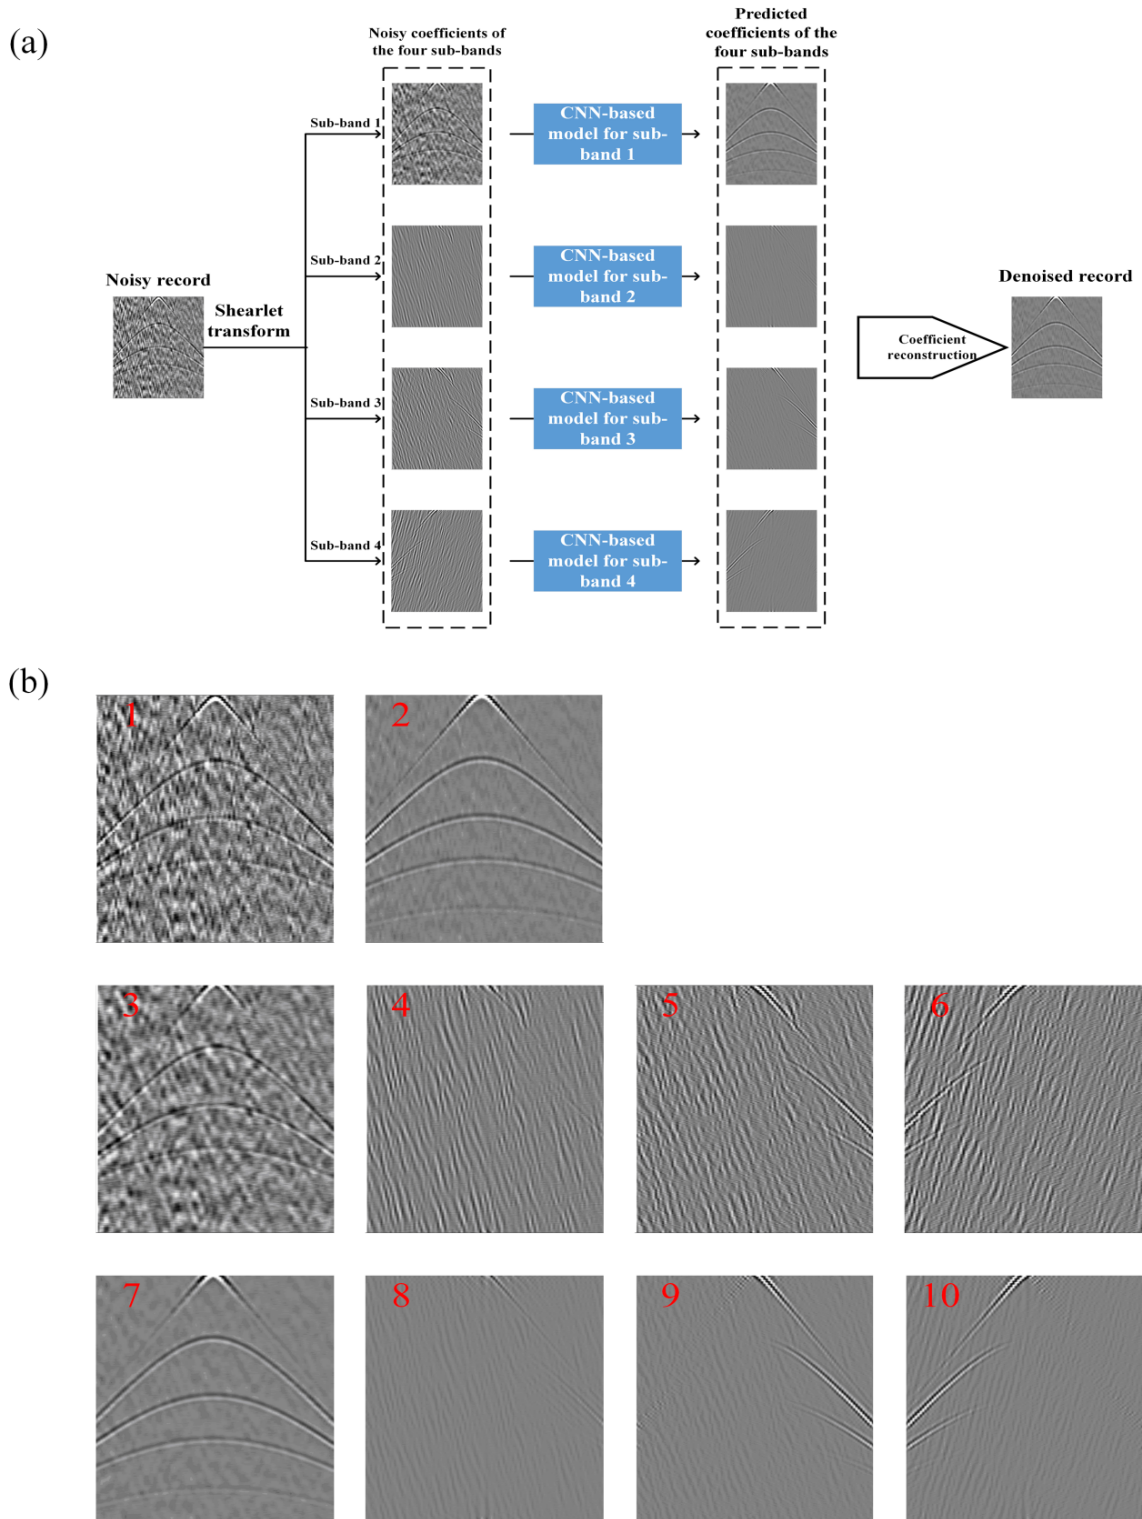 (a)
Noisy coefficients of
the four sub-bands
Predicted
coefficients of the
four sub-bands
Sub-band 1
CNN-based
model for sub-
band 1
Sub-band 2
CNN-based
model for sub-
band 2
Noisy record
Shearlet
transform
Denoised record
Coefficient
reconstruction
Sub-band 3
CNN-based
model for sub-
band 3
Sub-band 4
CNN-based
model for sub-
band 4
(b)
1
2
3
4
5
6
7
8
9
10